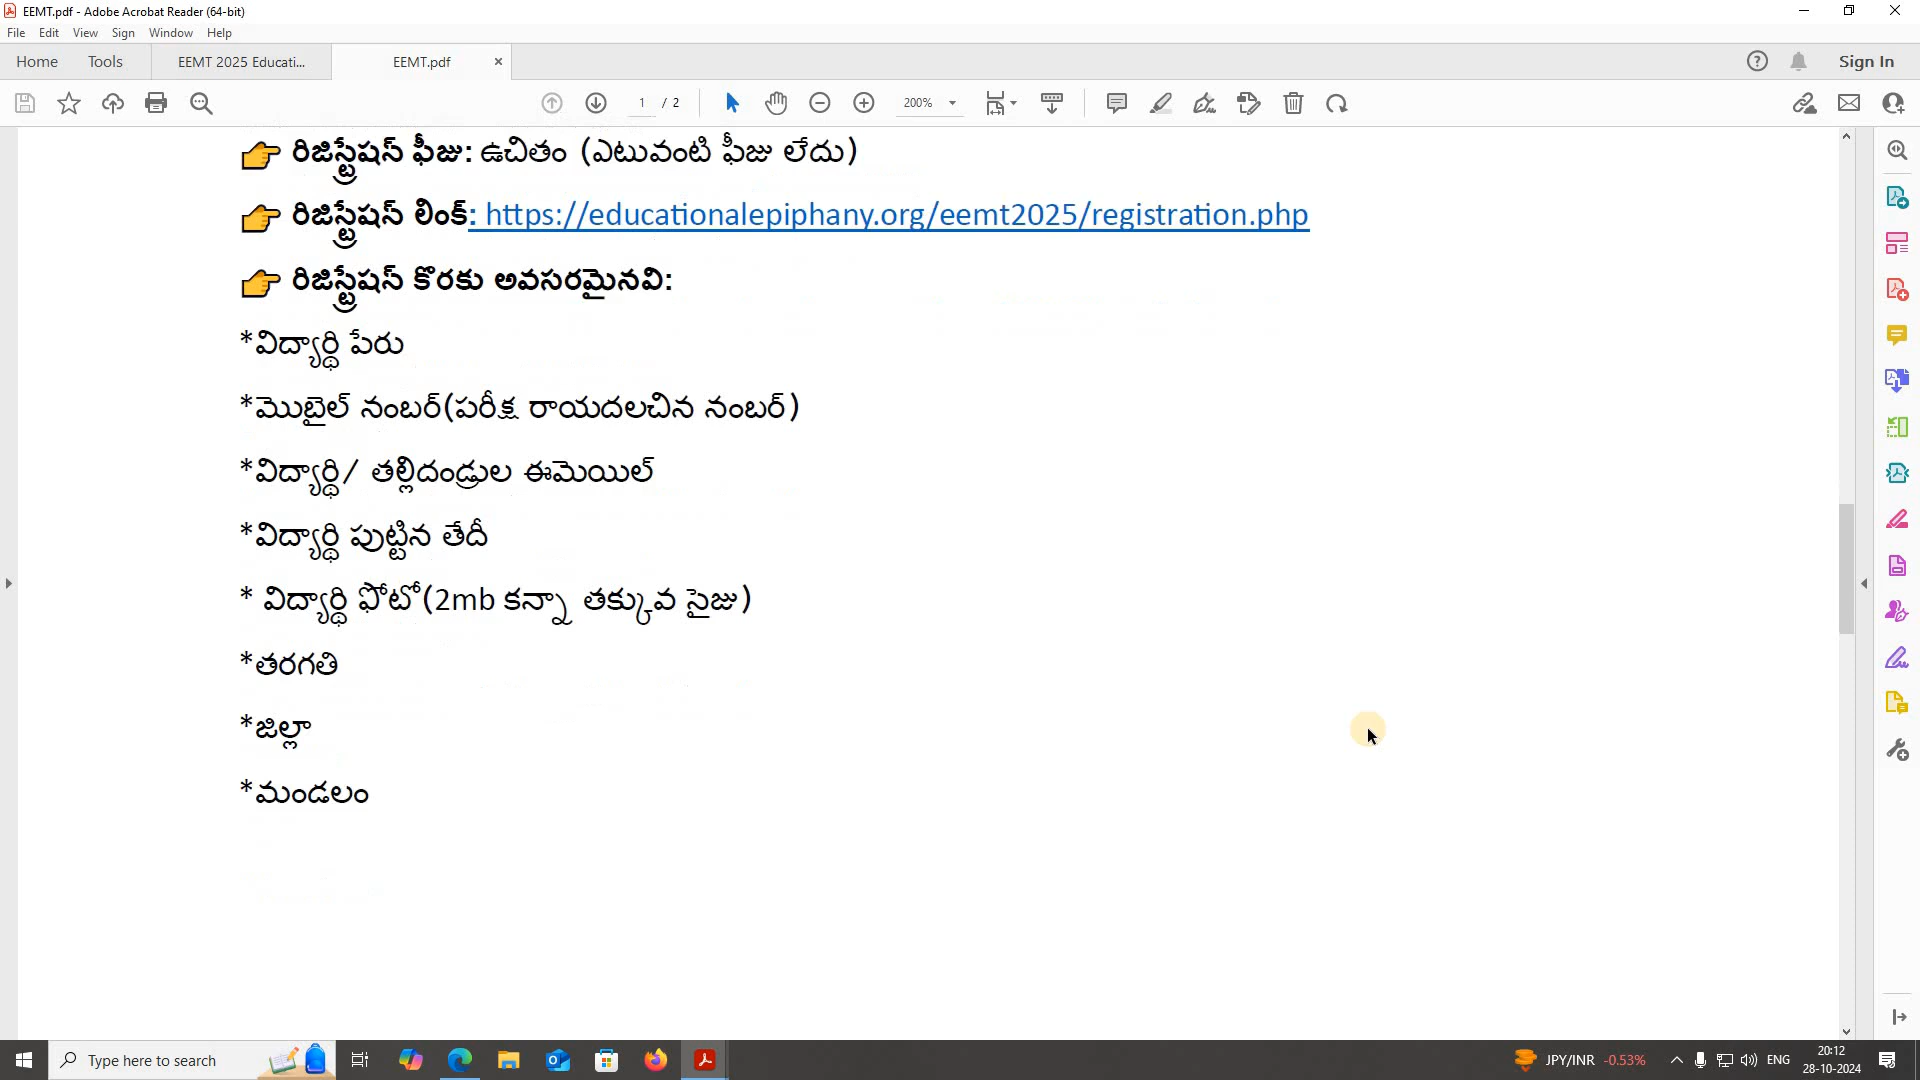 EEMT.pdf - Adobe Acrobat Reader (64-bit)
File Edit View Sign Window Help
Home Tools EEMT 2025 Educati... EEMT.pdf × Sign In
1 / 2 200%
👉 రిజిస్ట్రేషన్ ఫీజు: ఉచితం (ఎటువంటి ఫీజు లేదు)
👉 రిజిస్ట్రేషన్ లింక్: https://educationalepiphany.org/eemt2025/registration.php
👉 రిజిస్ట్రేషన్ కొరకు అవసరమైనవి:
*విద్యార్థి పేరు
*మొబైల్ నంబర్(పరీక్ష రాయదలచిన నంబర్)
*విద్యార్థి/ తల్లిదండ్రుల ఈమెయిల్
*విద్యార్థి పుట్టిన తేదీ
* విద్యార్థి ఫోటో(2mb కన్నా తక్కువ సైజు)
*తరగతి
*జిల్లా
*మండలం
Type here to search JPY/INR -0.53% ENG 20:12
28-10-2024